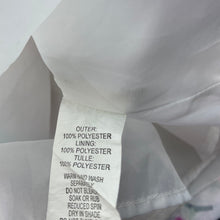 OUTER:
100% POLYESTER
LINING:
100% POLYESTER
TULLE:
100% POLYESTER
WARM HAND WASH
SEPARATELY
DO NOT BLEACH
SOAK OR RUB
REDUCED SPIN
DRY IN SHADE